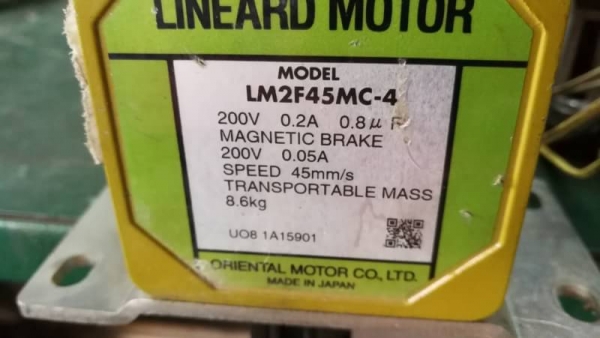 LINEARD MOTOR
MODEL
LM2F45MC-4
200V 0.2A 0.8μF
MAGNETIC BRAKE
200V 0.05A
SPEED 45mm/s
TRANSPORTABLE MASS
8.6kg
UO8 1A15901
ORIENTAL MOTOR CO., LTD.
MADE IN JAPAN